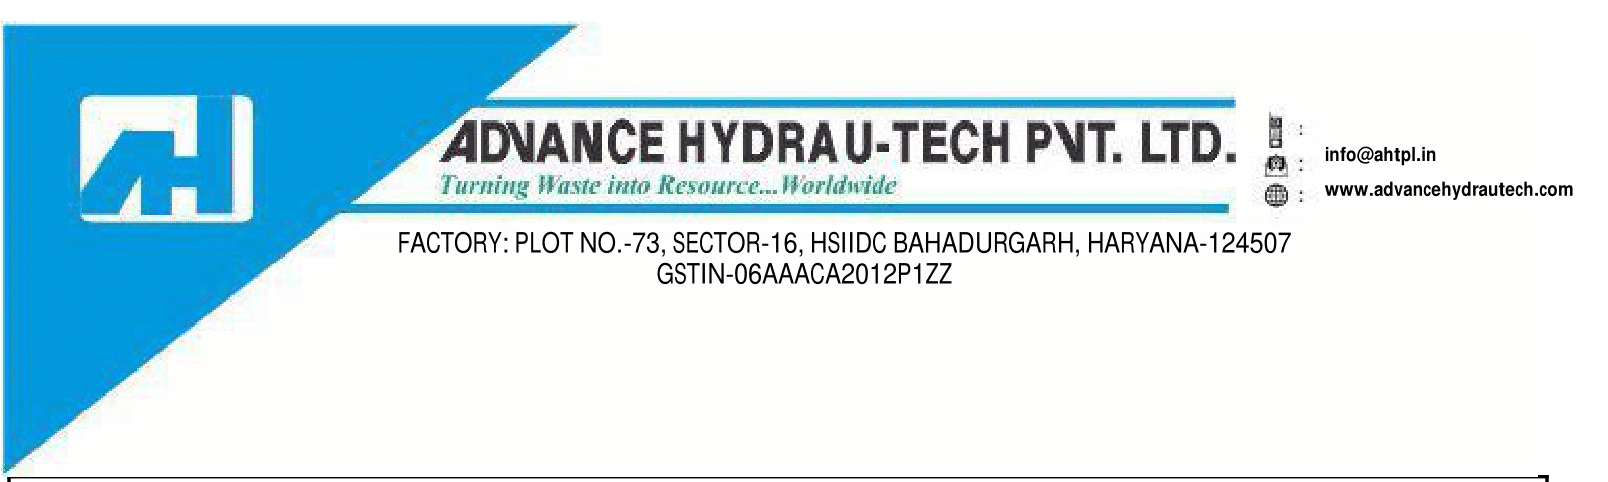 AH
ADVANCE HYDRAU-TECH PVT. LTD.
Turning Waste into Resource...Worldwide
:
: info@ahtpl.in
: www.advancehydrautech.com
FACTORY: PLOT NO.-73, SECTOR-16, HSIIDC BAHADURGARH, HARYANA-124507
GSTIN-06AAACA2012P1ZZ